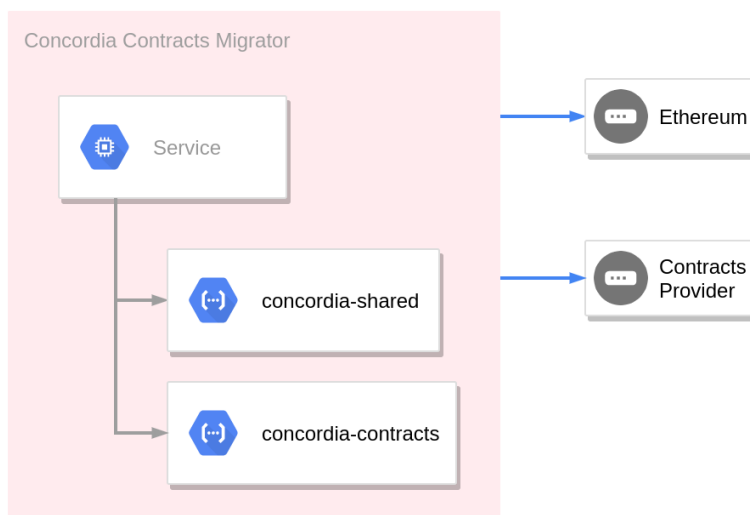 Concordia Contracts Migrator
Service
Ethereum
concordia-shared
Contracts
Provider
concordia-contracts